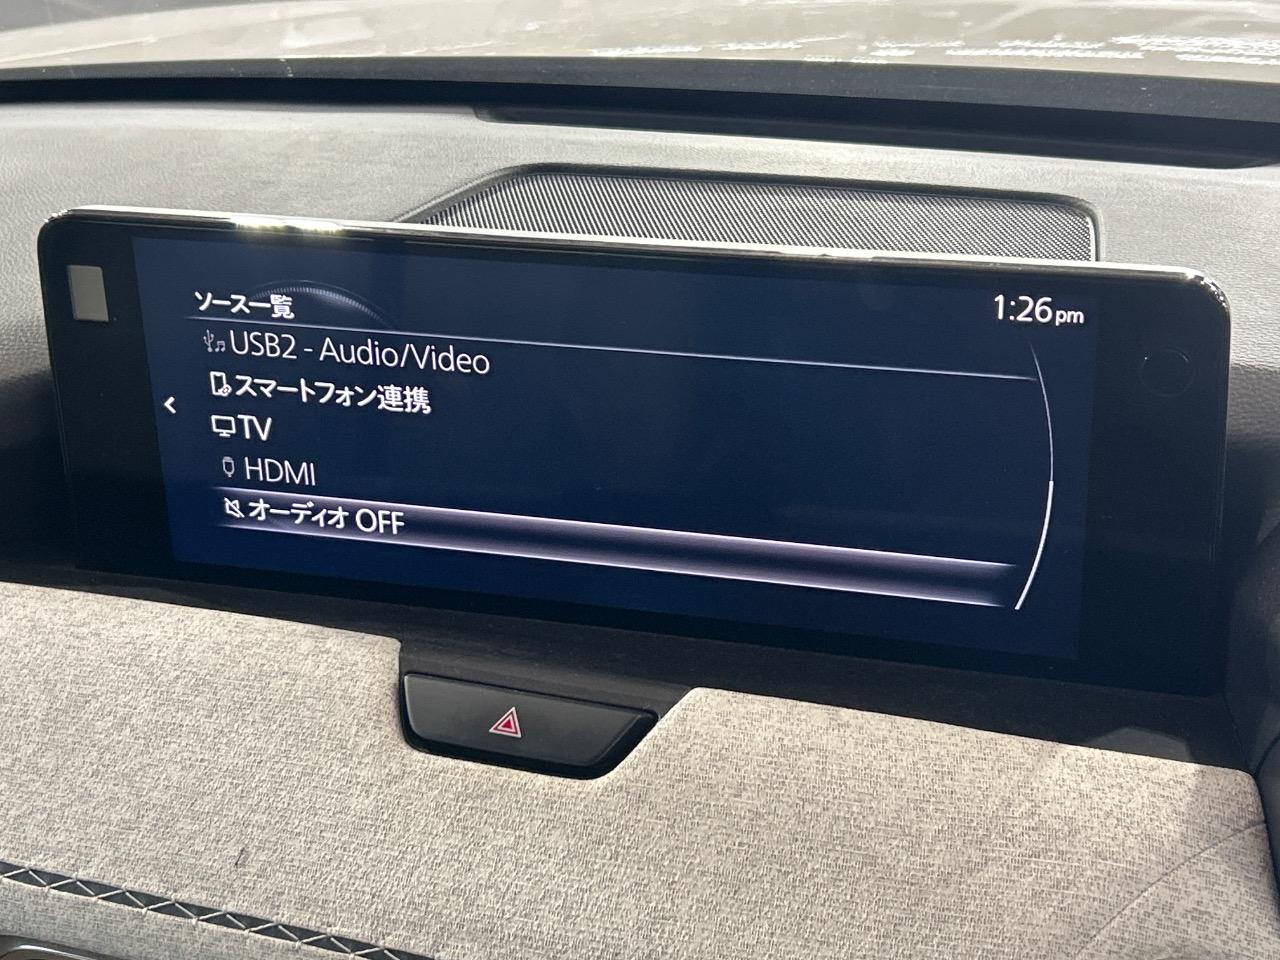 ソース一覧
1:26pm
USB2 - Audio/Video
スマートフォン連携
TV
HDMI
オーディオ OFF